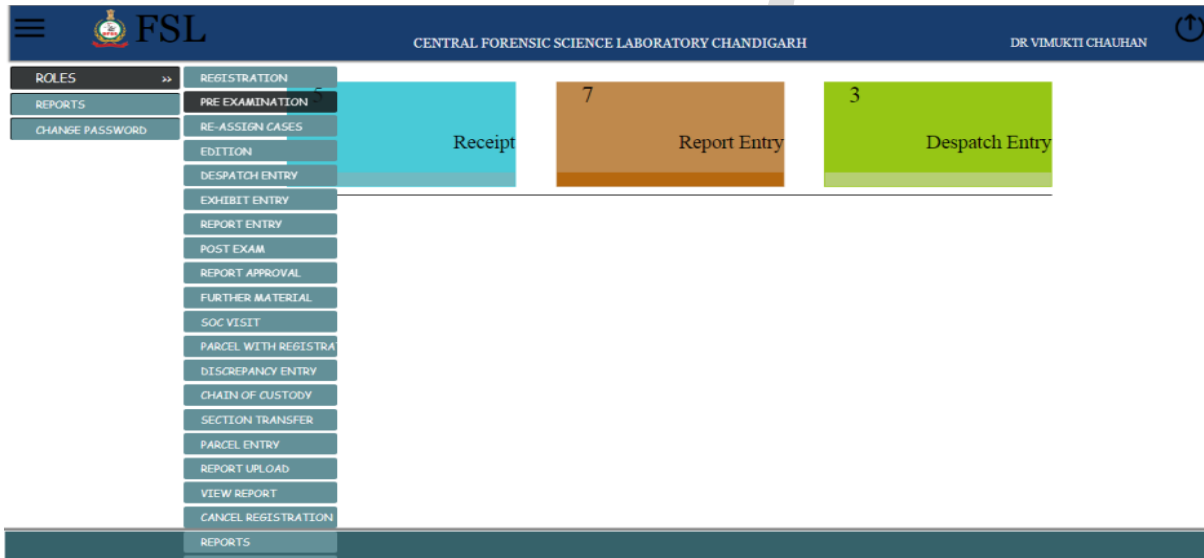 FSL
CENTRAL FORENSIC SCIENCE LABORATORY CHANDIGARH
DR VIMUKTI CHAUHAN
ROLES »
REPORTS
CHANGE PASSWORD
REGISTRATION
PRE EXAMINATION
RE-ASSIGN CASES
EDITION
DESPATCH ENTRY
EXHIBIT ENTRY
REPORT ENTRY
POST EXAM
REPORT APPROVAL
FURTHER MATERIAL
SOC VISIT
PARCEL WITH REGISTRA
DISCREPANCY ENTRY
CHAIN OF CUSTODY
SECTION TRANSFER
PARCEL ENTRY
REPORT UPLOAD
VIEW REPORT
CANCEL REGISTRATION
REPORTS
5
Receipt
7
Report Entry
3
Despatch Entry